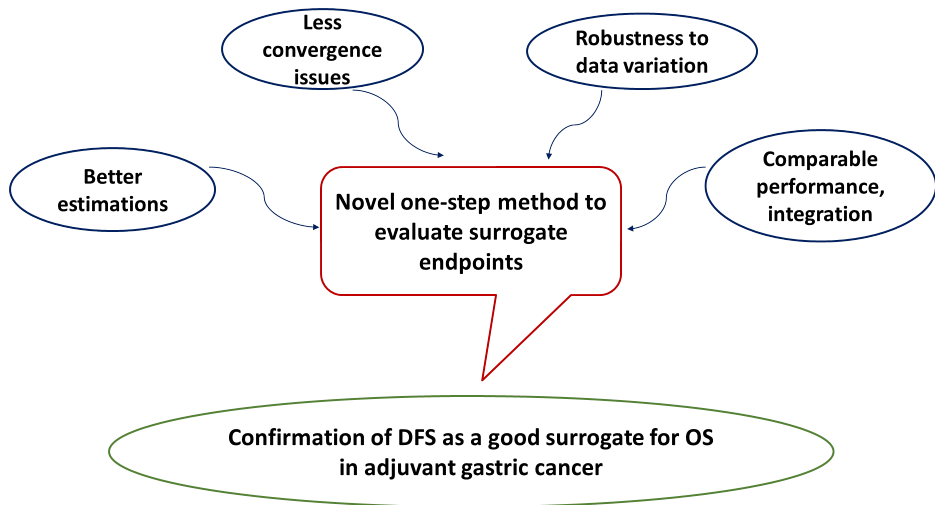 Less
convergence
issues
Robustness to
data variation
Better
estimations
Comparable
performance,
integration
Novel one-step method to
evaluate surrogate
endpoints
Confirmation of DFS as a good surrogate for OS
in adjuvant gastric cancer